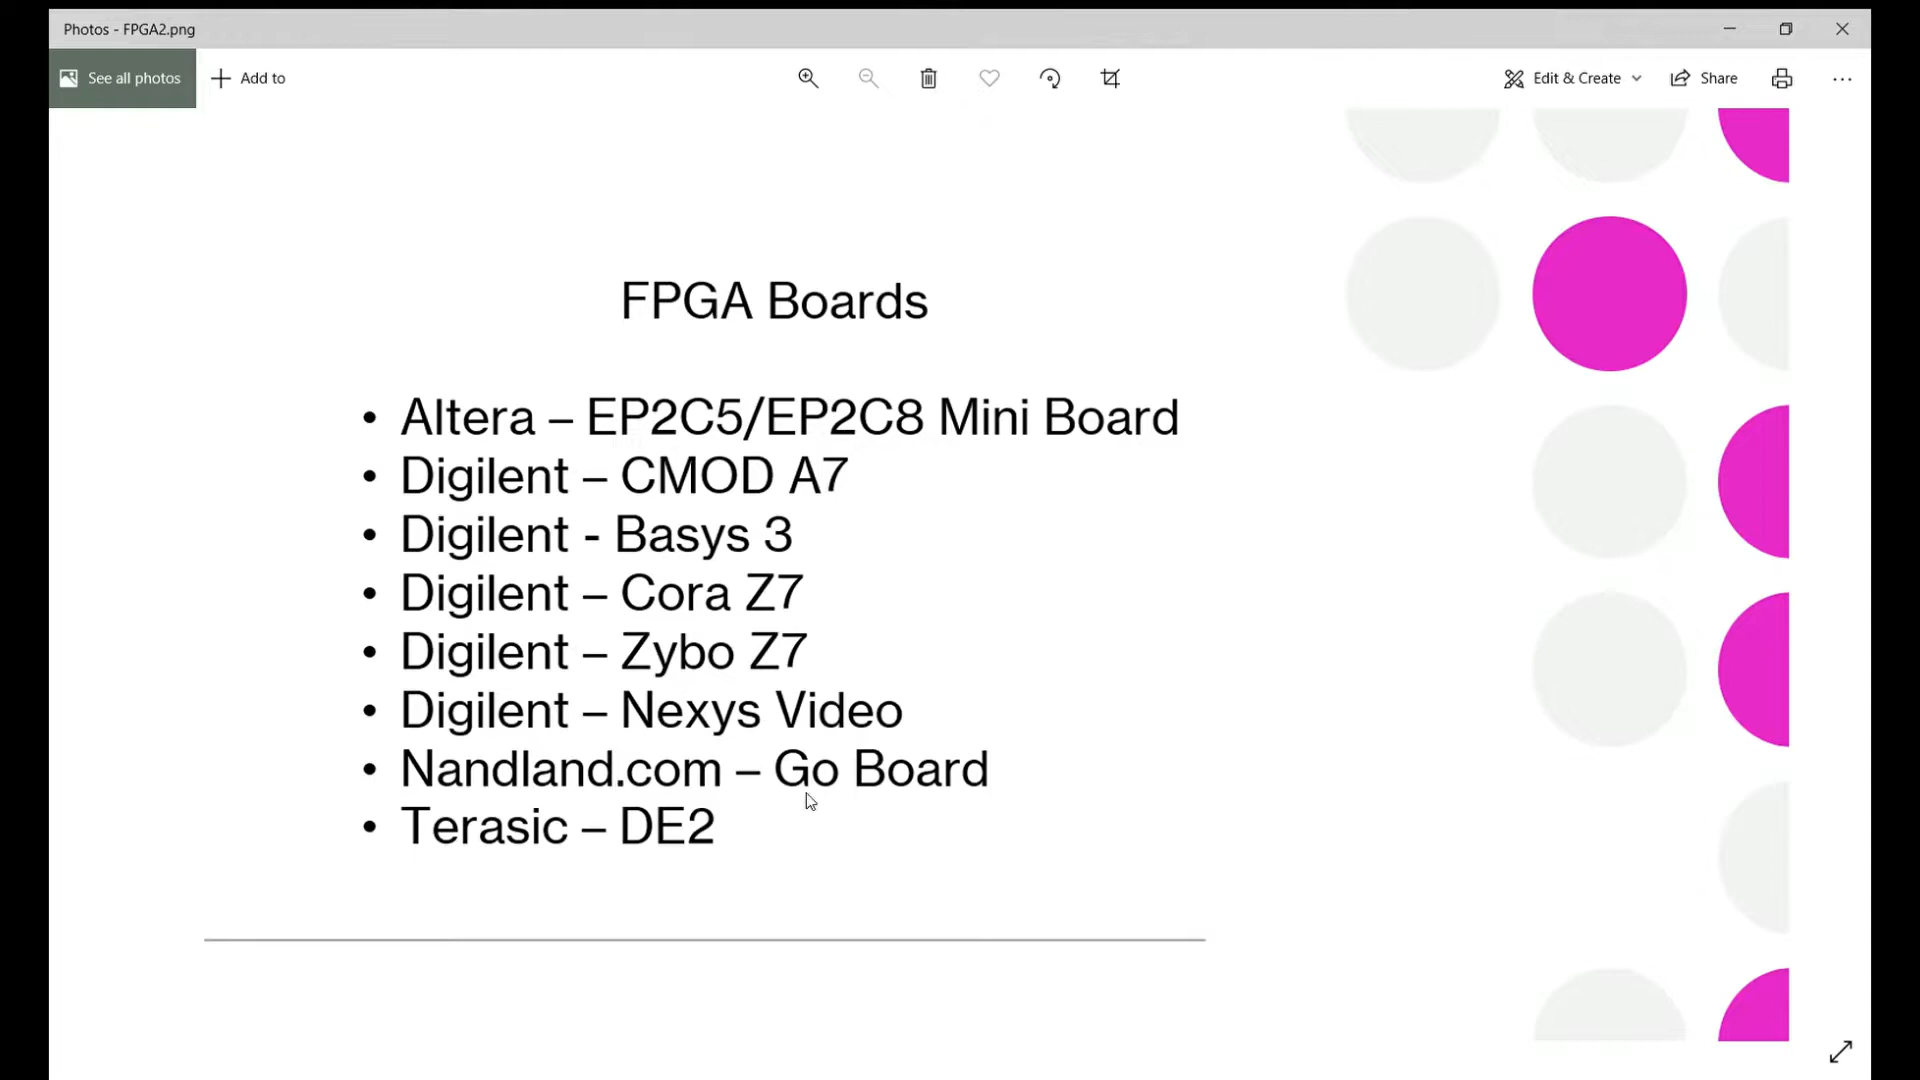 Photos - FPGA2.png
See all photos
Add to
Edit & Create
Share
FPGA Boards
• Altera – EP2C5/EP2C8 Mini Board
• Digilent – CMOD A7
• Digilent - Basys 3
• Digilent – Cora Z7
• Digilent – Zybo Z7
• Digilent – Nexys Video
• Nandland.com – Go Board
• Terasic – DE2